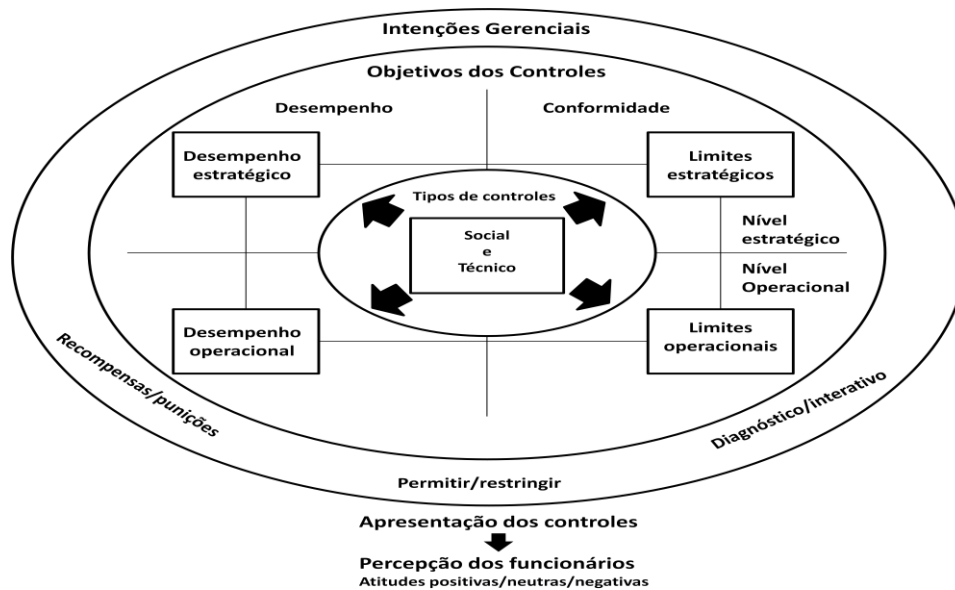 Intenções Gerenciais
Objetivos dos Controles
Desempenho
Conformidade
Desempenho
estratégico
Limites
estratégicos
Tipos de controles
Social
e
Técnico
Nível
estratégico
Nível
Operacional
Desempenho
operacional
Limites
operacionais
Recompensas/punições
Diagnóstico/interativo
Permitir/restringir
Apresentação dos controles
Percepção dos funcionários
Atitudes positivas/neutras/negativas